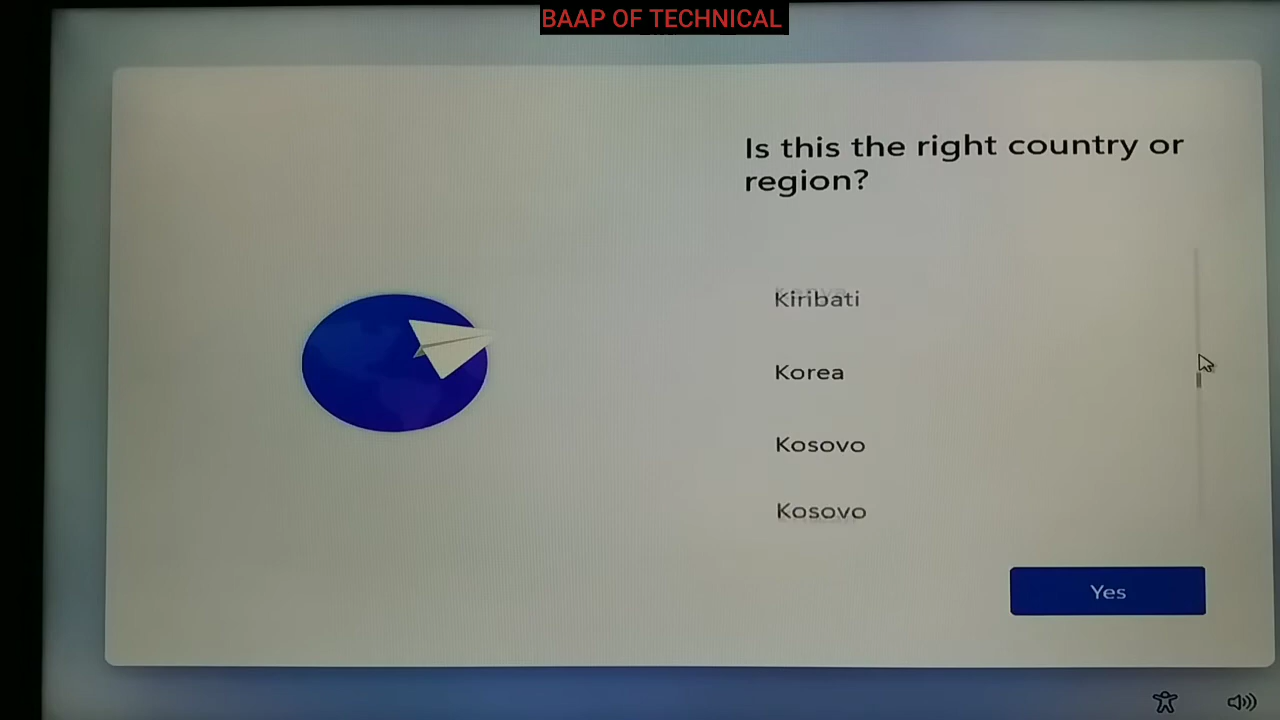 BAAP OF TECHNICAL
Is this the right country or
region?
Kiribati
Korea
Kosovo
Kosovo
Yes